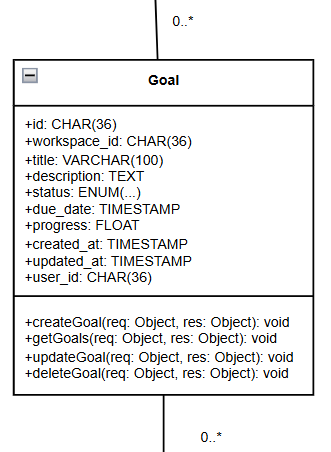 0..*
Goal
+id: CHAR(36)
+workspace_id: CHAR(36)
+title: VARCHAR(100)
+description: TEXT
+status: ENUM(...)
+due_date: TIMESTAMP
+progress: FLOAT
+created_at: TIMESTAMP
+updated_at: TIMESTAMP
+user_id: CHAR(36)
+createGoal(req: Object, res: Object): void
+getGoals(req: Object, res: Object): void
+updateGoal(req: Object, res: Object): void
+deleteGoal(req: Object, res: Object): void
0..*